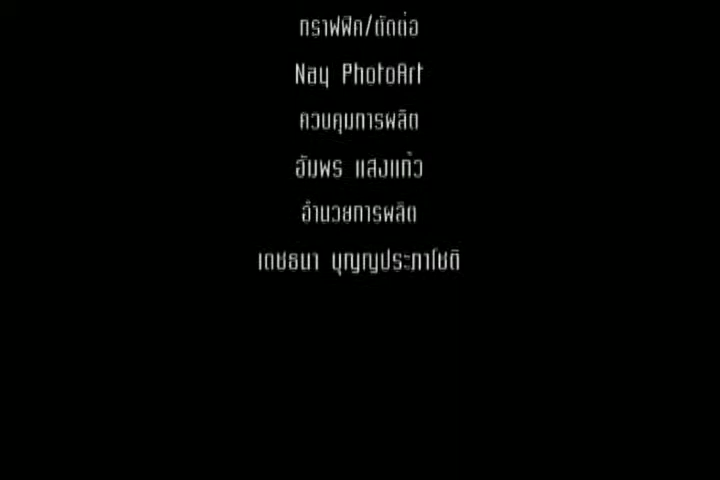 กราฟฟิค/ตัดต่อ
Nay PhotoArt
ควบคุมการผลิต
อัมพร แสงแก้ว
อำนวยการผลิต
เดชธนา บุญญประภาโชติ